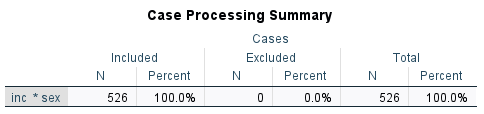 Case Processing Summary
Cases
Included Excluded Total
N Percent N Percent N Percent
inc * sex 526 100.0% 0 0.0% 526 100.0%